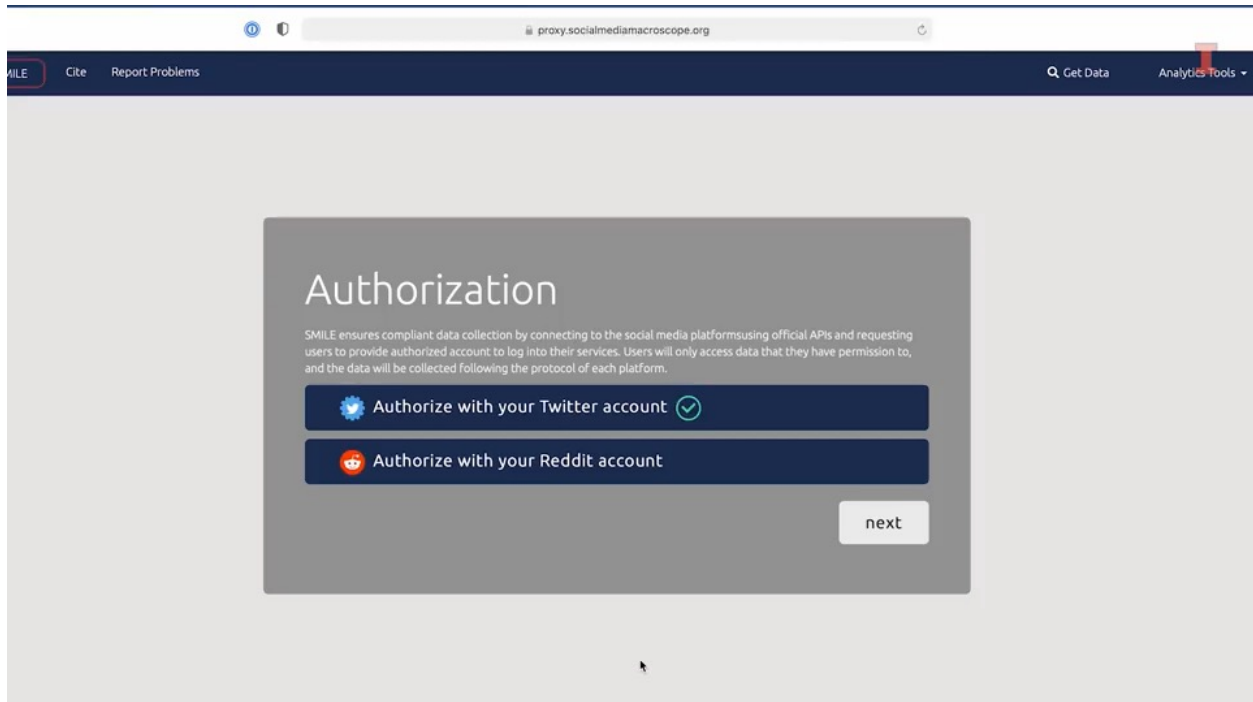 proxy.socialmediamacroscope.org
Cite Report Problems Get Data Analytics Tools
Authorization
SMILE ensures compliant data collection by connecting to the social media platformsusing official APIs and requesting
users to provide authorized account to log into their services. Users will only access data that they have permission to,
and the data will be collected following the protocol of each platform.
Authorize with your Twitter account
Authorize with your Reddit account
next